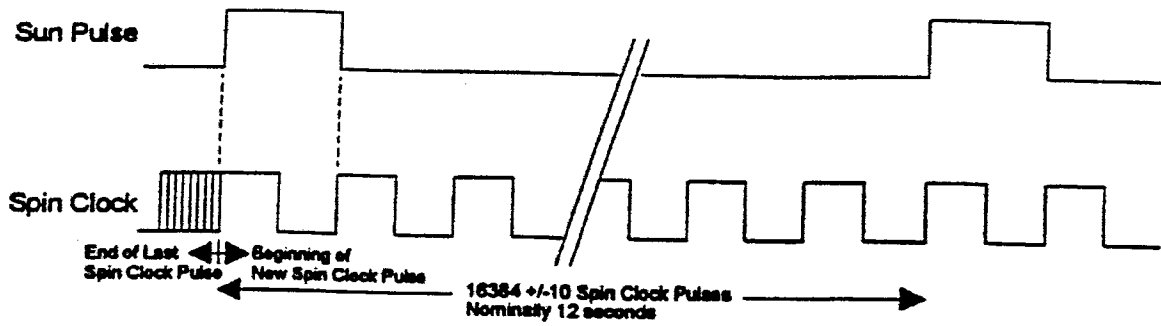 Sun Pulse
Spin Clock
End of Last
Spin Clock Pulse
Beginning of
New Spin Clock Pulse
16384 +/-10 Spin Clock Pulses
Nominally 12 seconds